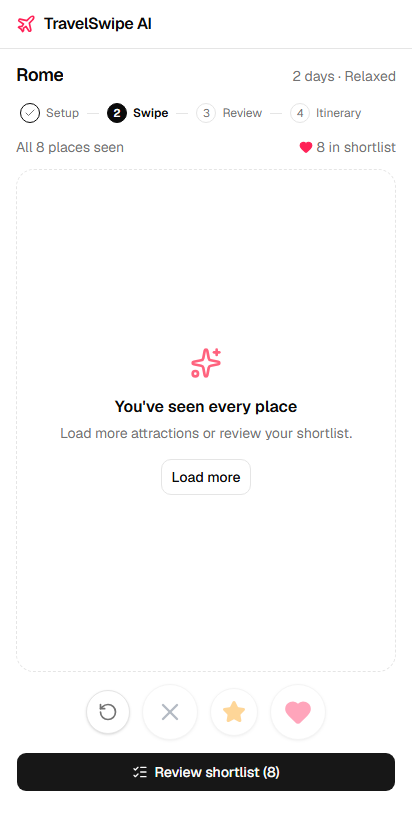 TravelSwipe AI
Rome
2 days · Relaxed
Setup
2 Swipe
3 Review
4 Itinerary
All 8 places seen
8 in shortlist
You've seen every place
Load more attractions or review your shortlist.
Load more
Review shortlist (8)